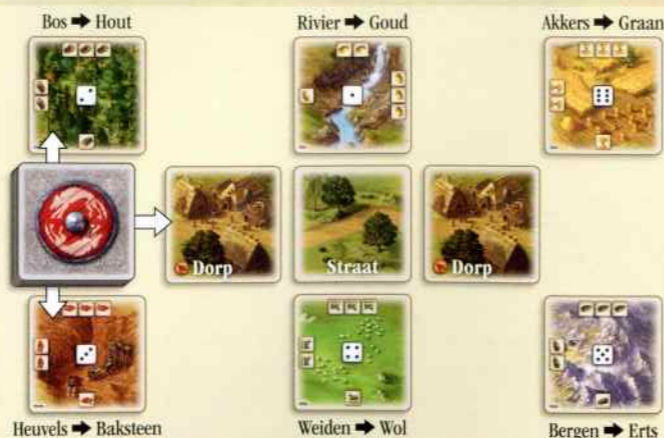 Bos ➡ Hout
Rivier ➡ Goud
Akkers ➡ Graan
Dorp
Straat
Dorp
Heuvels ➡ Baksteen
Weiden ➡ Wol
Bergen ➡ Erts